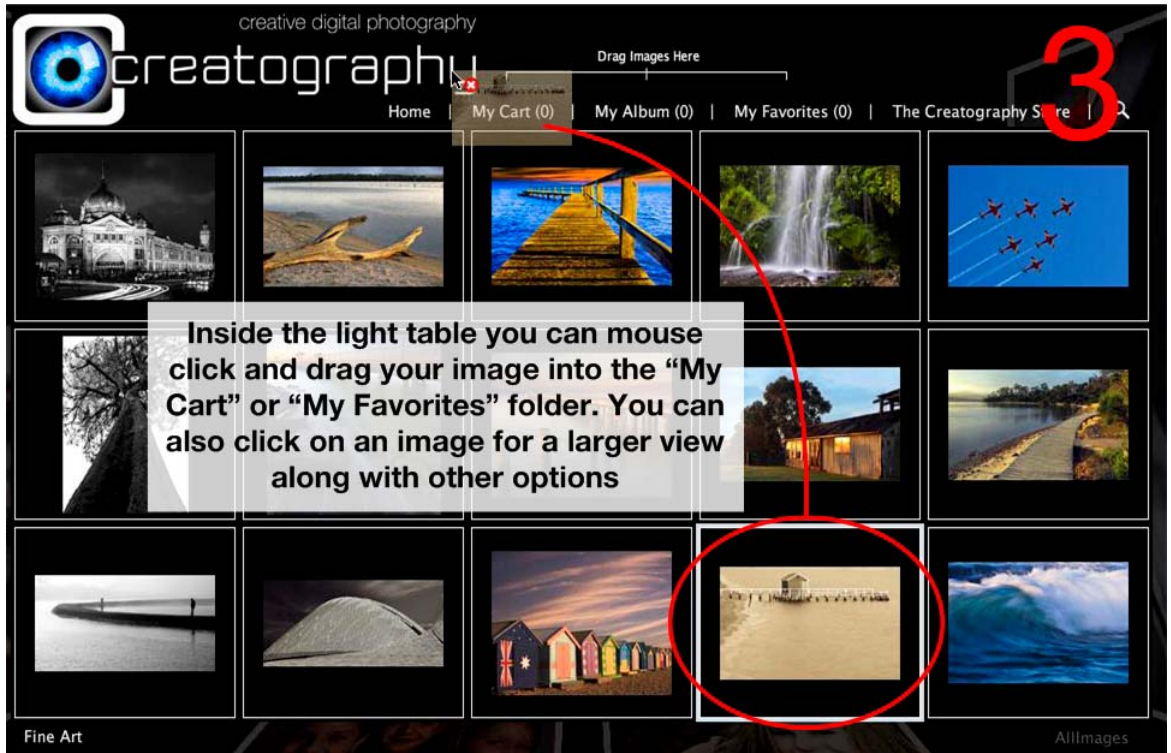 creative digital photography
creatography
Drag Images Here
3
Home | My Cart (0) | My Album (0) | My Favorites (0) | The Creatography Store |
Inside the light table you can mouse
click and drag your image into the “My
Cart” or “My Favorites” folder. You can
also click on an image for a larger view
along with other options
Fine Art
AllImages